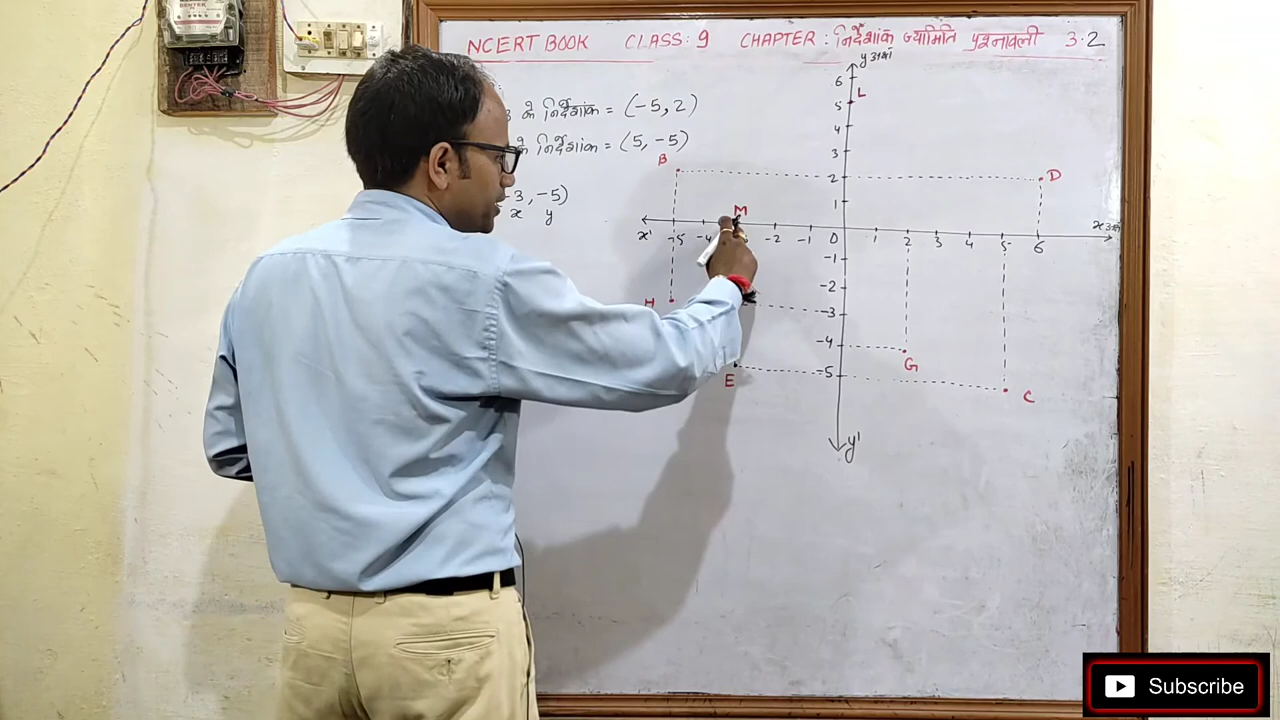 NCERT BOOK CLASS: 9 CHAPTER: निर्देशांक ज्यामिति प्रश्नावली 3.2
B के निर्देशांक = (-5, 2)
के निर्देशांक = (5, -5)
-3, -5)
x y
y अक्ष
6
L
5
4
3
B
2
D
1
M
x' -5 -4 -2 -1 0 1 2 3 4 5 6
x अक्ष
-1
-2
H
-3
-4
G
-5
E
C
y'
Subscribe